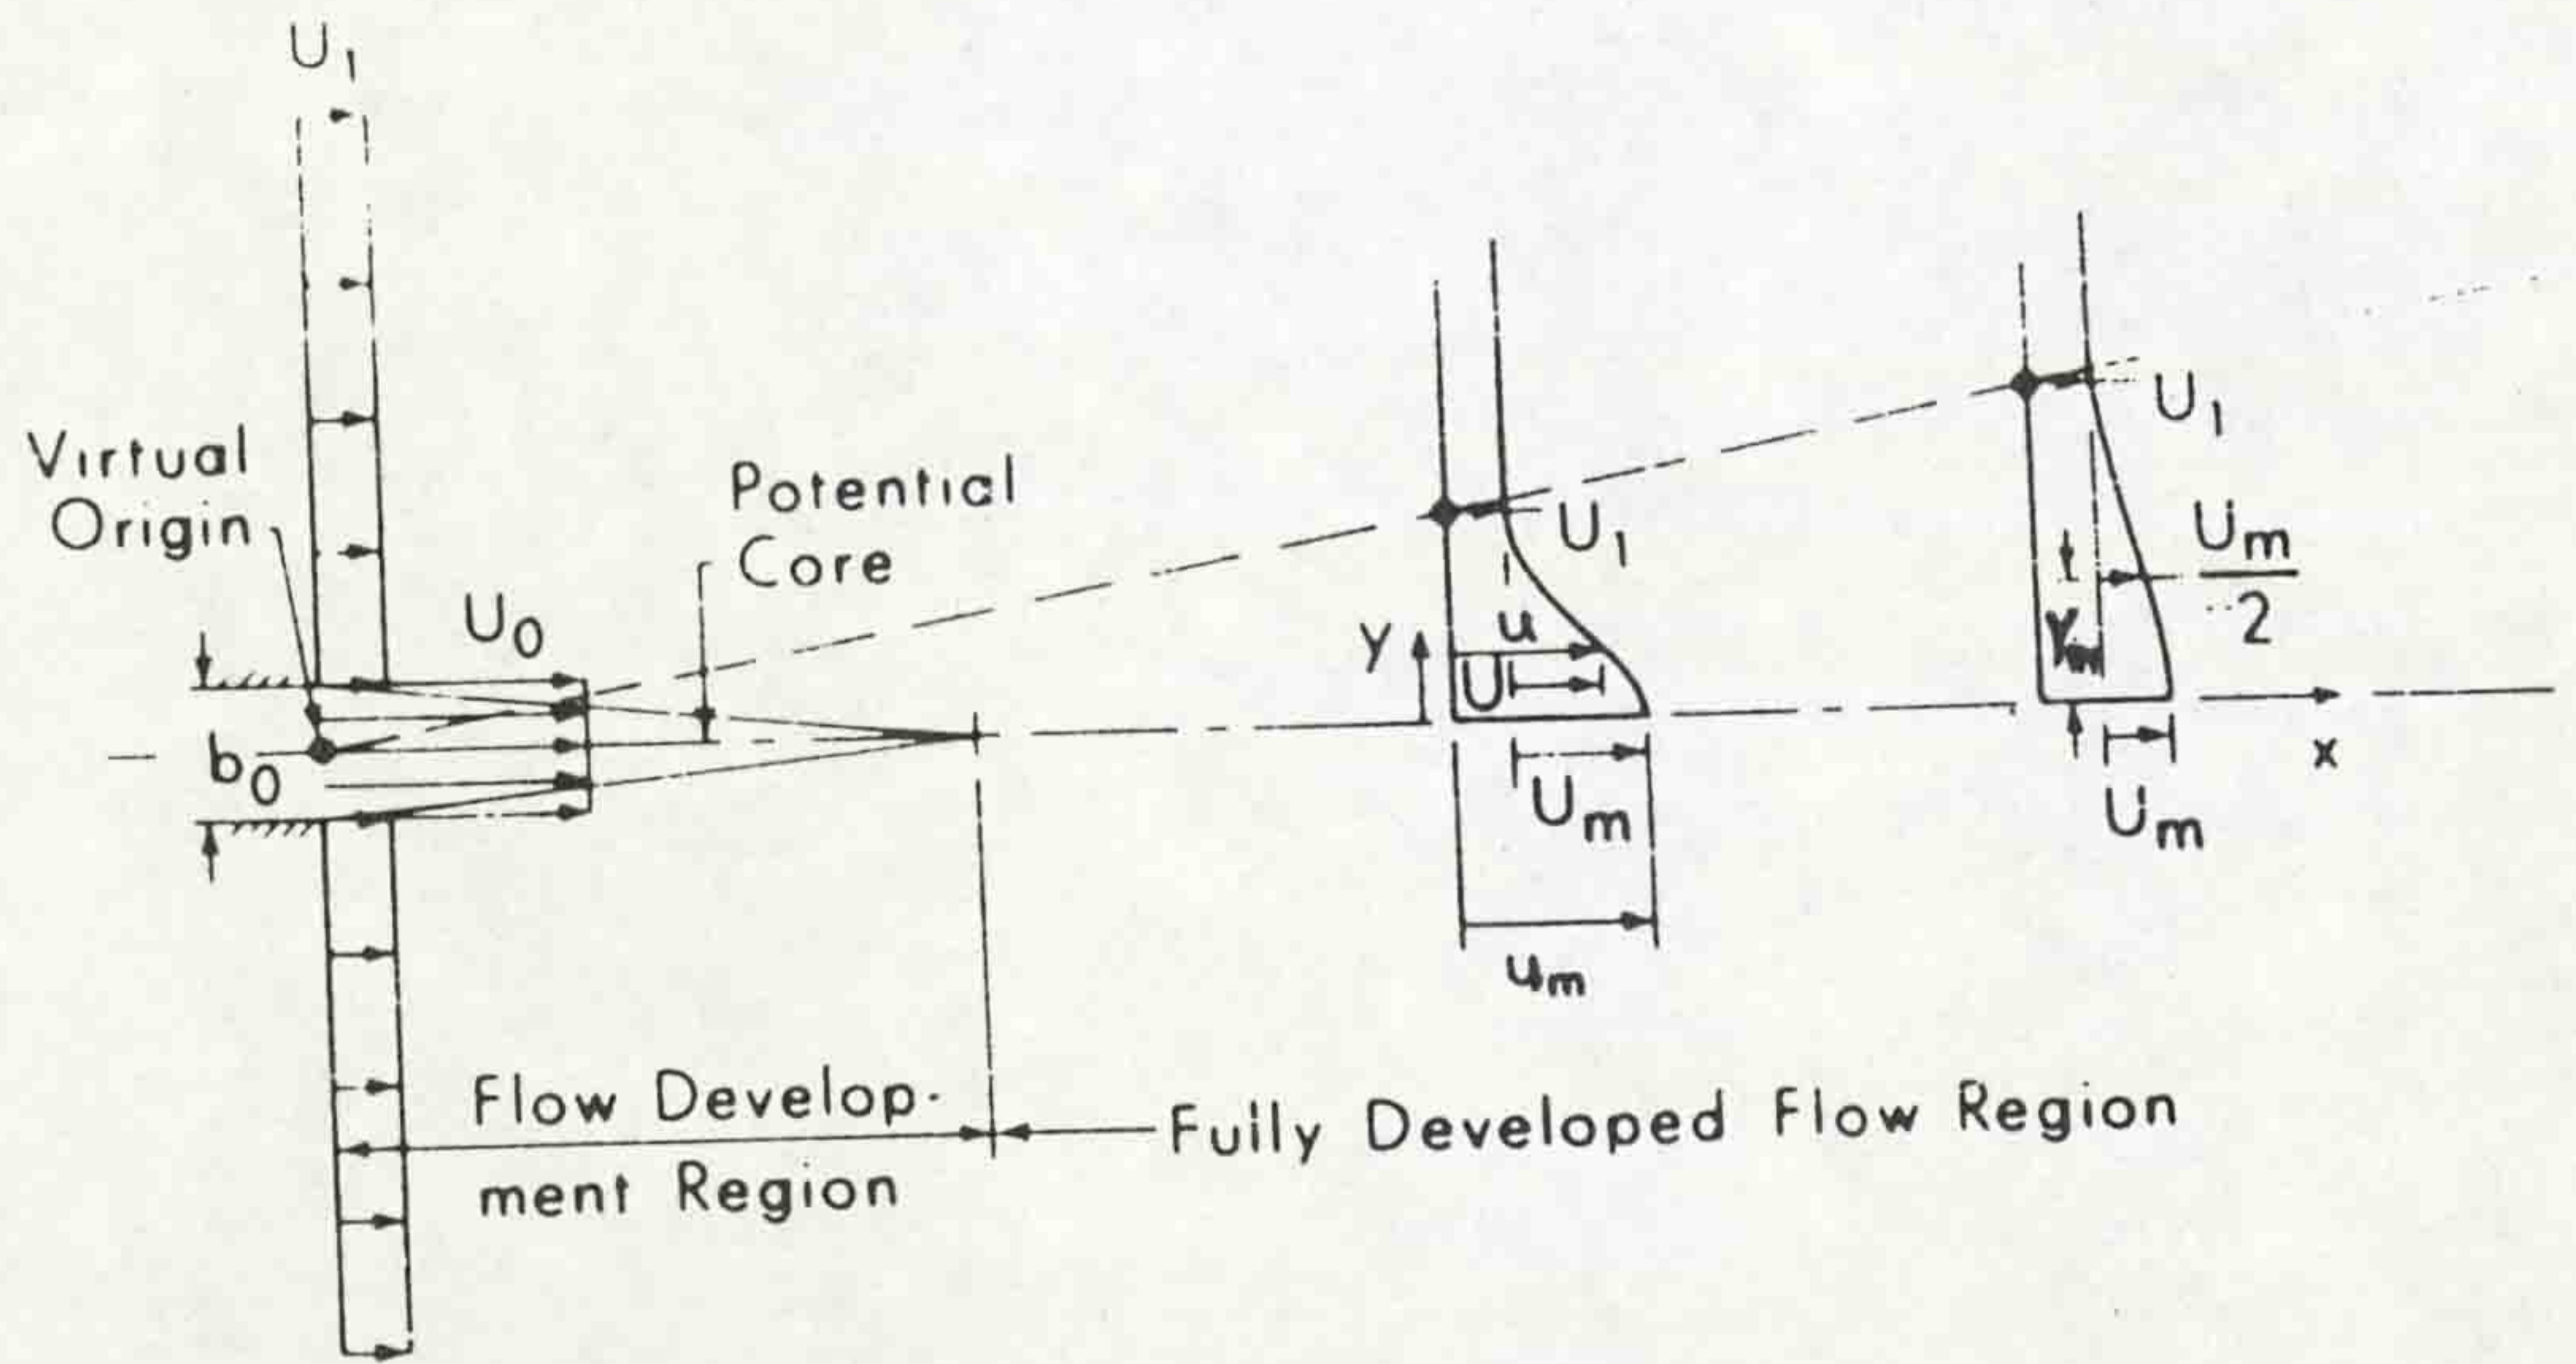 U₁
Virtual
Origin
U₀
Potential
Core
b₀
U₁
u
U
y
Uₘ
uₘ
U₁
Uₘ
2
Uₘ
x
Flow Develop-
ment Region
Fully Developed Flow Region